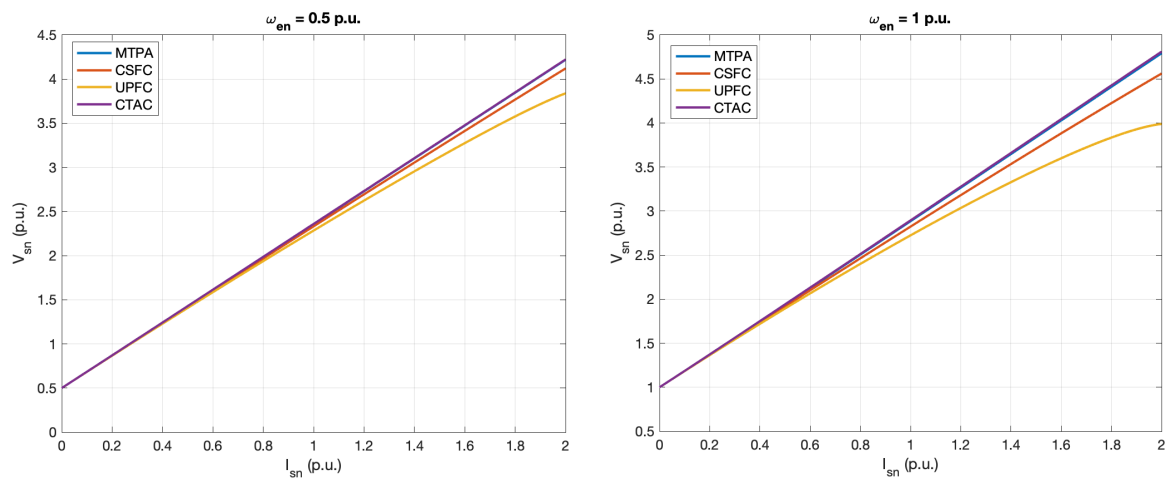 ω_en = 0.5 p.u.
4.5
4
3.5
3
2.5
2
1.5
1
0.5
0
V_sn (p.u.)
MTPA
CSFC
UPFC
CTAC
0 0.2 0.4 0.6 0.8 1 1.2 1.4 1.6 1.8 2
I_sn (p.u.)
ω_en = 1 p.u.
5
4.5
4
3.5
3
2.5
2
1.5
1
0.5
V_sn (p.u.)
MTPA
CSFC
UPFC
CTAC
0 0.2 0.4 0.6 0.8 1 1.2 1.4 1.6 1.8 2
I_sn (p.u.)